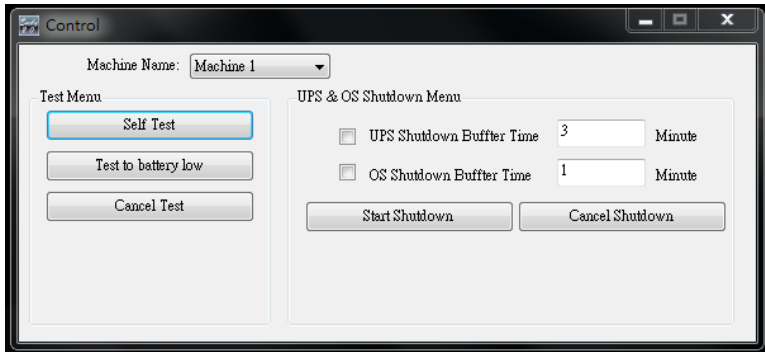 Control
Machine Name: Machine 1
Test Menu
Self Test
Test to battery low
Cancel Test
UPS & OS Shutdown Menu
UPS Shutdown Buffter Time 3 Minute
OS Shutdown Buffter Time 1 Minute
Start Shutdown Cancel Shutdown